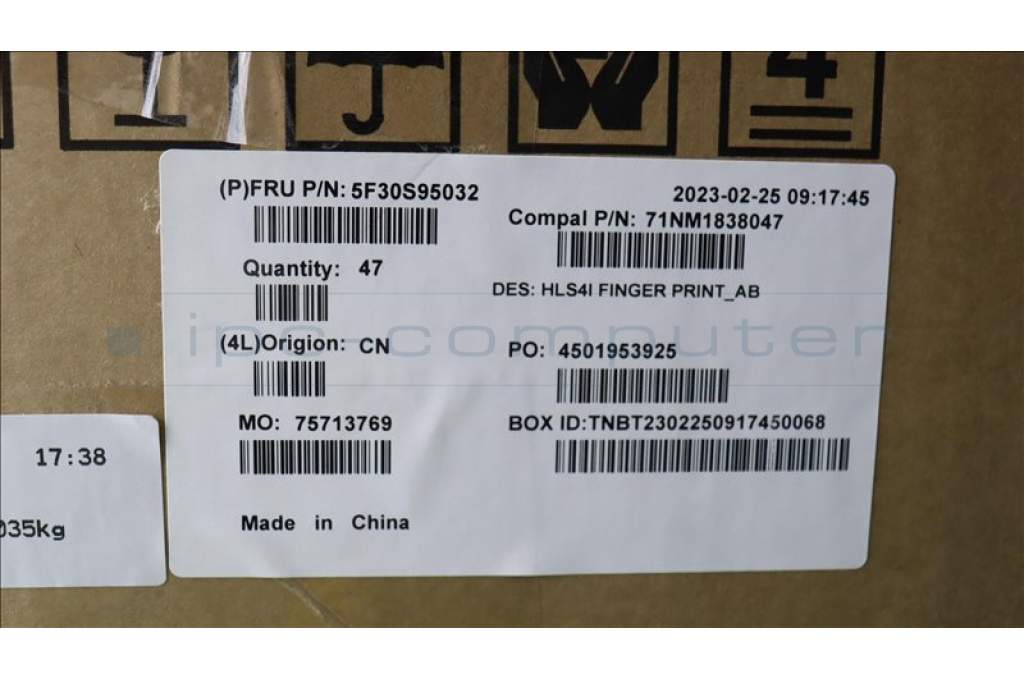 4
(P)FRU P/N: 5F30S95032
2023-02-25 09:17:45
Compal P/N: 71NM1838047
Quantity: 47
DES: HLS4I FINGER PRINT_AB
ipc-computer
(4L)Origion: CN
PO: 4501953925
MO: 75713769
BOX ID:TNBT2302250917450068
17:38
035kg
Made in China